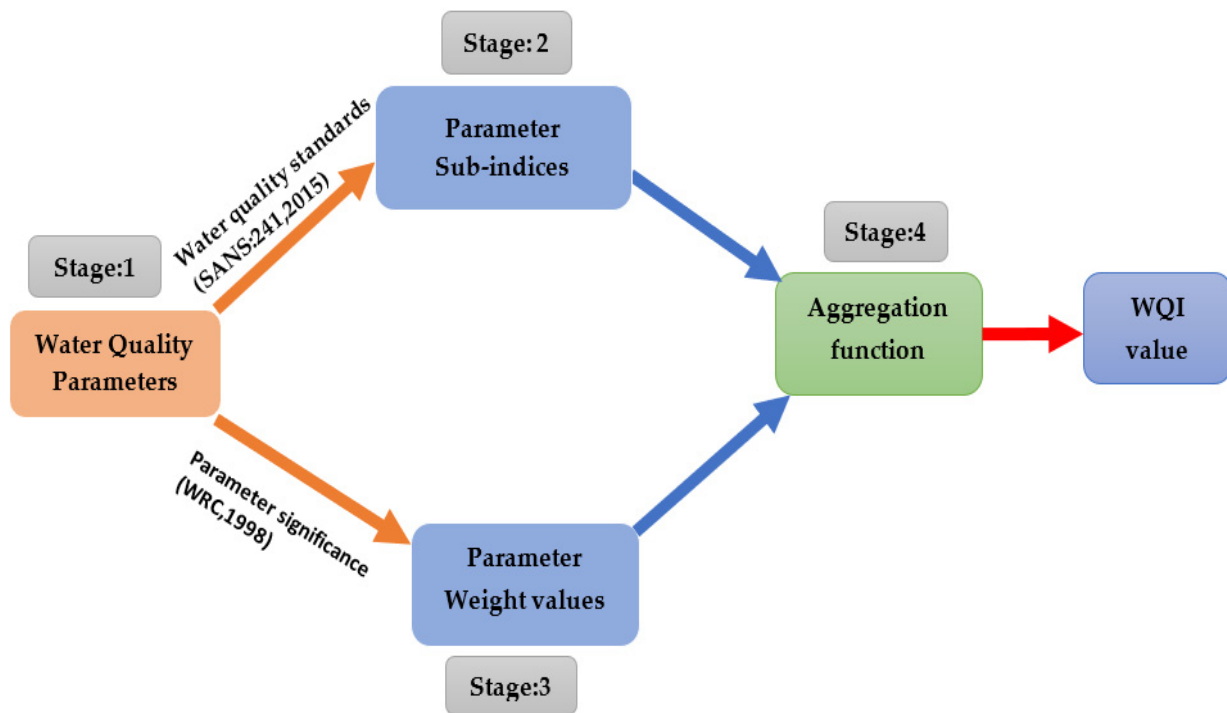 Stage: 2
Water quality standards
(SANS:241,2015)
Parameter
Sub-indices
Stage:1
Stage:4
Water Quality
Parameters
Aggregation
function
WQI
value
Parameter significance
(WRC,1998)
Parameter
Weight values
Stage:3